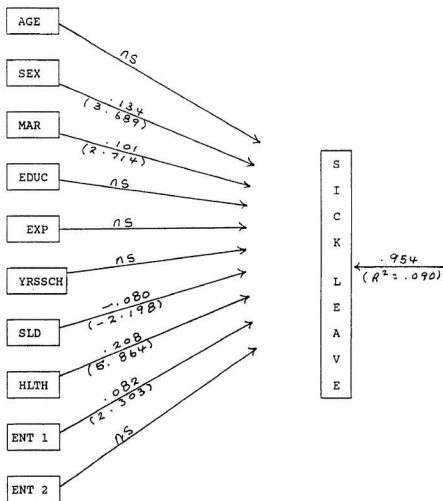 AGE
ns
SEX
.134
(3.689)
MAR
.101
(2.714)
EDUC
ns
EXP
ns
YRSSCH
ns
SLD
-.080
(-2.198)
HLTH
.208
(5.864)
ENT 1
.082
(2.303)
ENT 2
ns
S
I
C
K
L
E
A
V
E
.954
(R²=.090)